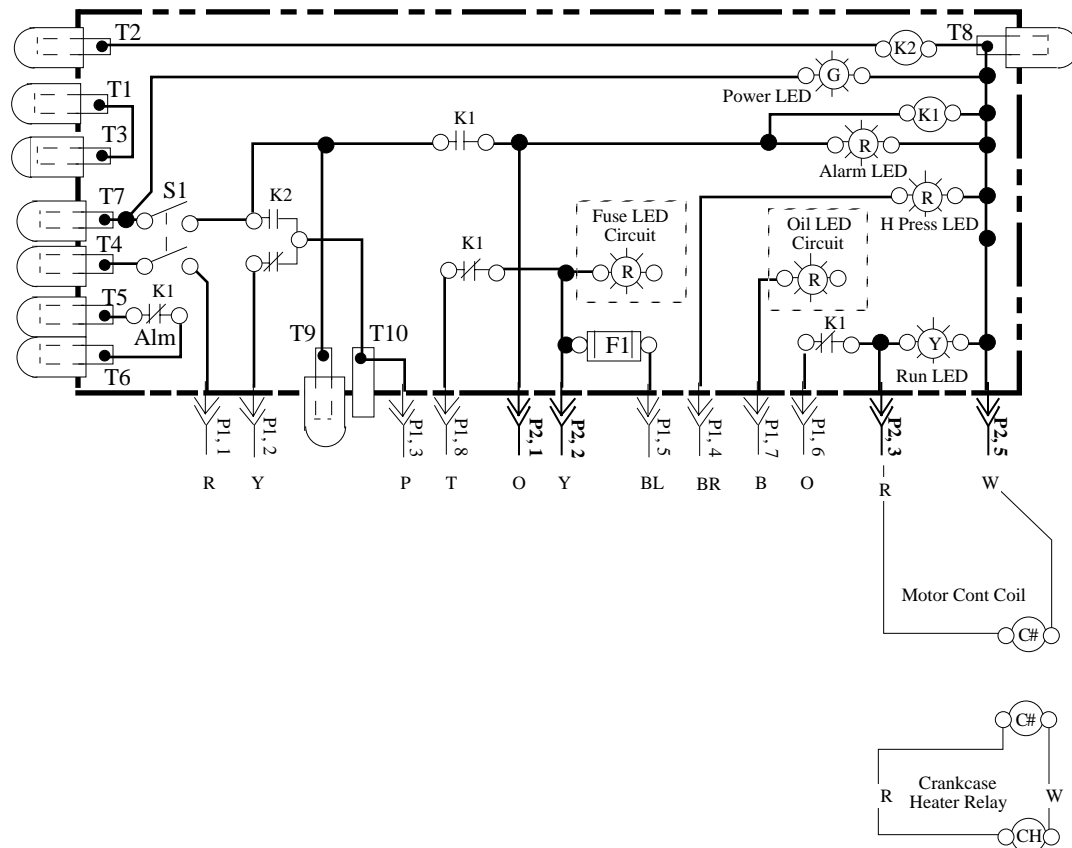 T2
K2
T8
G
Power LED
T1
K1
K1
T3
R
Alarm LED
T7
S1
K2
Fuse LED
Circuit
Oil LED
Circuit
R
H Press LED
T4
K1
R
R
T5
K1
Alm
T9
T10
F1
K1
Y
Run LED
T6
P1, 1
P1, 2
P1, 3
P1, 8
P2, 1
P2, 2
P1, 5
P1, 4
P1, 7
P1, 6
P2, 3
P2, 5
R
Y
P
T
O
Y
BL
BR
B
O
R
W
Motor Cont Coil
C#
C#
Crankcase
Heater Relay
R
W
CH